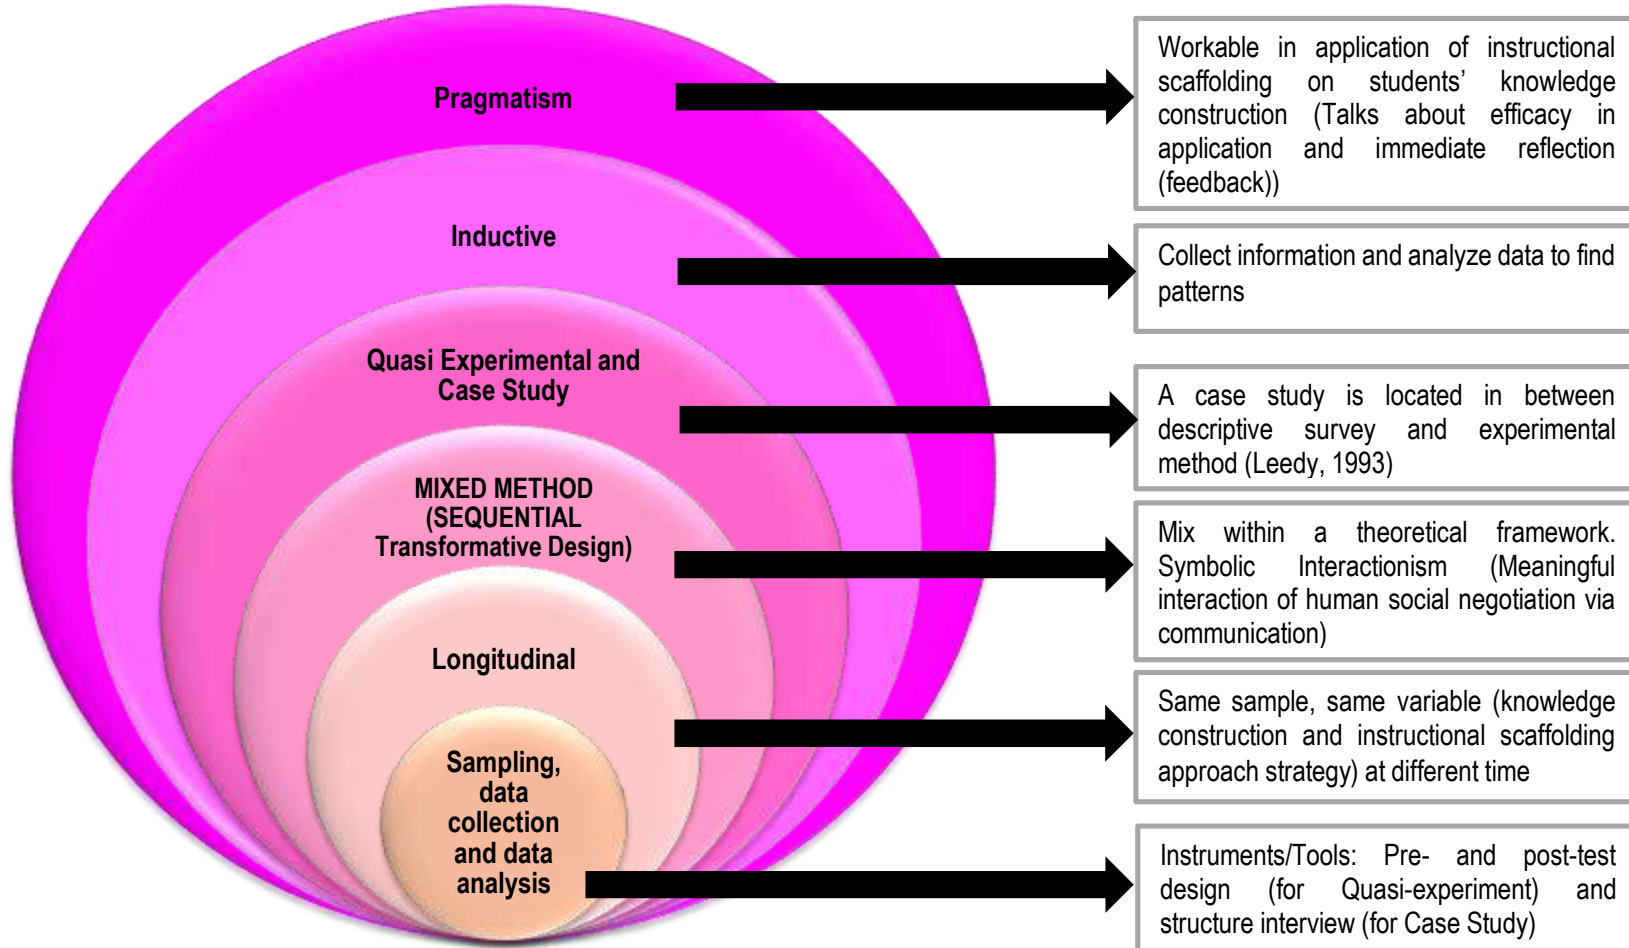 Pragmatism
Workable in application of instructional
scaffolding on students’ knowledge
construction (Talks about efficacy in
application and immediate reflection
(feedback))
Inductive
Collect information and analyze data to find
patterns
Quasi Experimental and
Case Study
A case study is located in between
descriptive survey and experimental
method (Leedy, 1993)
MIXED METHOD
(SEQUENTIAL
Transformative Design)
Mix within a theoretical framework.
Symbolic Interactionism (Meaningful
interaction of human social negotiation via
communication)
Longitudinal
Same sample, same variable (knowledge
construction and instructional scaffolding
approach strategy) at different time
Sampling,
data
collection
and data
analysis
Instruments/Tools: Pre- and post-test
design (for Quasi-experiment) and
structure interview (for Case Study)